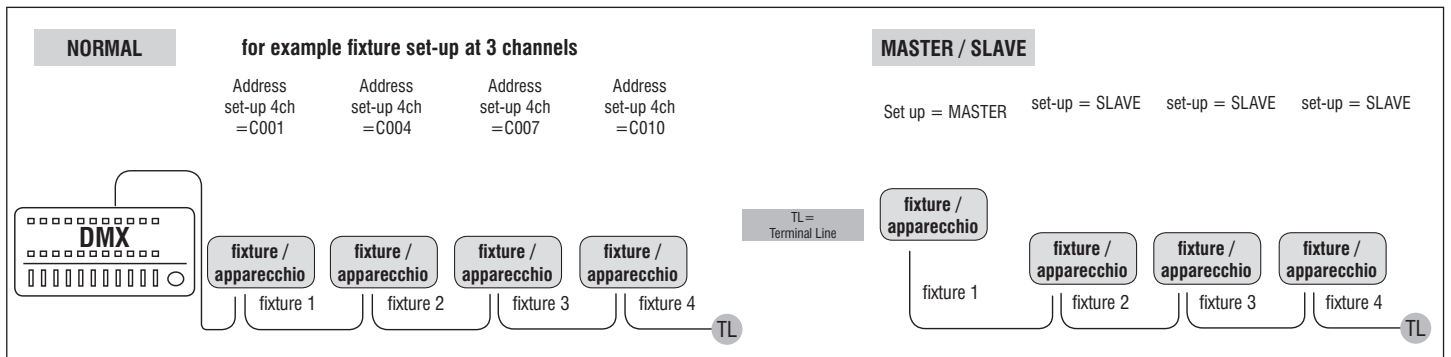 NORMAL
for example fixture set-up at 3 channels
Address
set-up 4ch
=C001
Address
set-up 4ch
=C004
Address
set-up 4ch
=C007
Address
set-up 4ch
=C010
DMX
fixture /
apparecchio
fixture /
apparecchio
fixture /
apparecchio
fixture /
apparecchio
fixture 1
fixture 2
fixture 3
fixture 4
TL
TL=
Terminal Line
MASTER / SLAVE
Set up = MASTER
set-up = SLAVE
set-up = SLAVE
set-up = SLAVE
fixture /
apparecchio
fixture /
apparecchio
fixture /
apparecchio
fixture /
apparecchio
fixture 1
fixture 2
fixture 3
fixture 4
TL